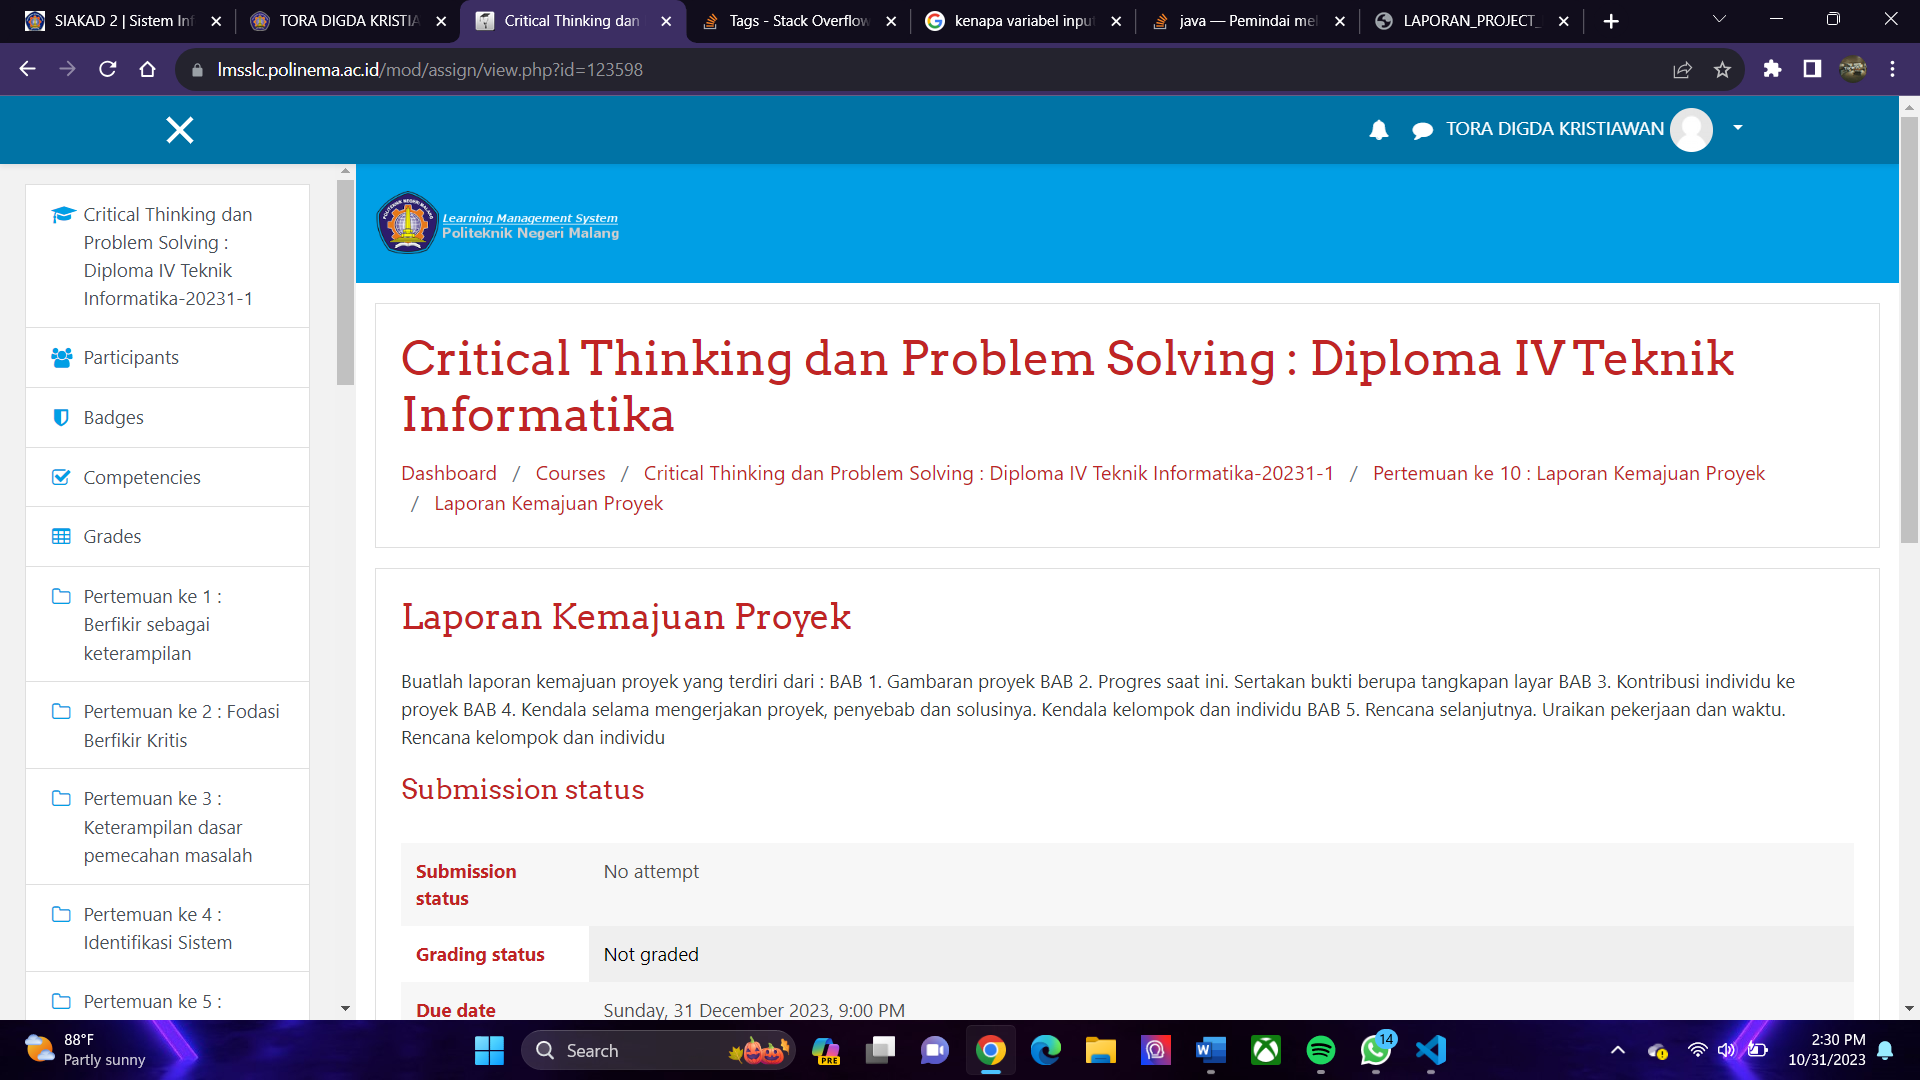 SIAKAD 2 | Sistem Inf
TORA DIGDA KRISTIA
Critical Thinking dan
Tags - Stack Overflow
kenapa variabel input
java — Pemindai mel
LAPORAN_PROJECT_
lmsslc.polinema.ac.id/mod/assign/view.php?id=123598
TORA DIGDA KRISTIAWAN
Learning Management System
Politeknik Negeri Malang
Critical Thinking dan
Problem Solving :
Diploma IV Teknik
Informatika-20231-1
Participants
Badges
Competencies
Grades
Pertemuan ke 1 :
Berfikir sebagai
keterampilan
Pertemuan ke 2 : Fodasi
Berfikir Kritis
Pertemuan ke 3 :
Keterampilan dasar
pemecahan masalah
Pertemuan ke 4 :
Identifikasi Sistem
Pertemuan ke 5 :
Critical Thinking dan Problem Solving : Diploma IV Teknik
Informatika
Dashboard / Courses / Critical Thinking dan Problem Solving : Diploma IV Teknik Informatika-20231-1 / Pertemuan ke 10 : Laporan Kemajuan Proyek
/ Laporan Kemajuan Proyek
Laporan Kemajuan Proyek
Buatlah laporan kemajuan proyek yang terdiri dari : BAB 1. Gambaran proyek BAB 2. Progres saat ini. Sertakan bukti berupa tangkapan layar BAB 3. Kontribusi individu ke
proyek BAB 4. Kendala selama mengerjakan proyek, penyebab dan solusinya. Kendala kelompok dan individu BAB 5. Rencana selanjutnya. Uraikan pekerjaan dan waktu.
Rencana kelompok dan individu
Submission status
Submission
status
No attempt
Grading status
Not graded
Due date
Sunday, 31 December 2023, 9:00 PM
88°F
Partly sunny
Search
PRE
14
2:30 PM
10/31/2023